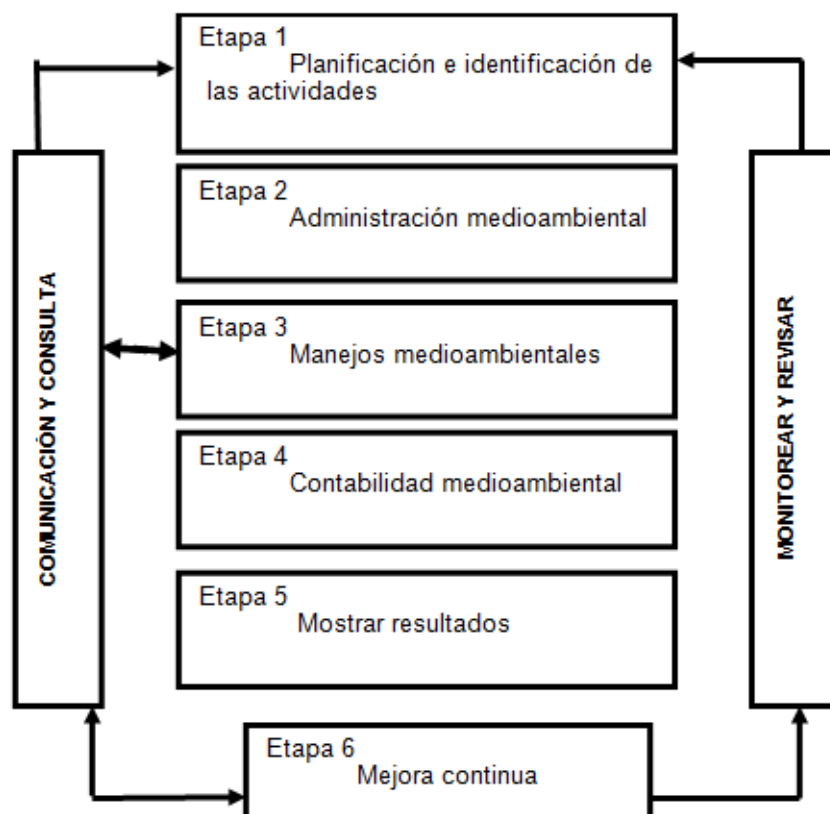 Etapa 1
Planificación e identificación de
las actividades
Etapa 2
Administración medioambiental
Etapa 3
Manejos medioambientales
Etapa 4
Contabilidad medioambiental
Etapa 5
Mostrar resultados
Etapa 6
Mejora continua
COMUNICACIÓN Y CONSULTA
MONITOREAR Y REVISAR